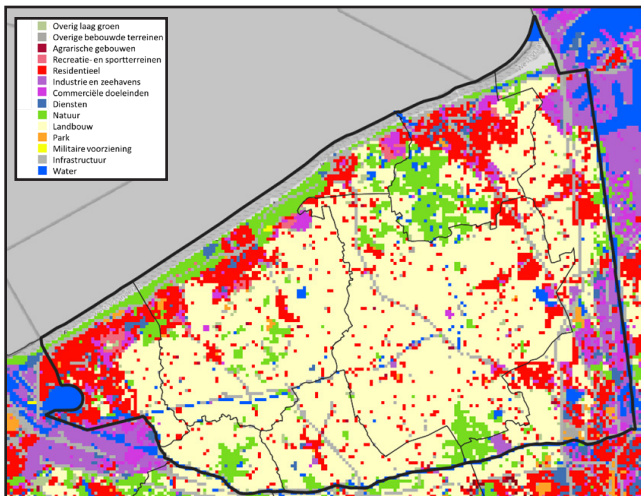 Overig laag groen
Overige bebouwde terreinen
Agrarische gebouwen
Recreatie- en sportterreinen
Residentieel
Industrie en zeehavens
Commerciële doeleinden
Diensten
Natuur
Landbouw
Park
Militaire voorziening
Infrastructuur
Water